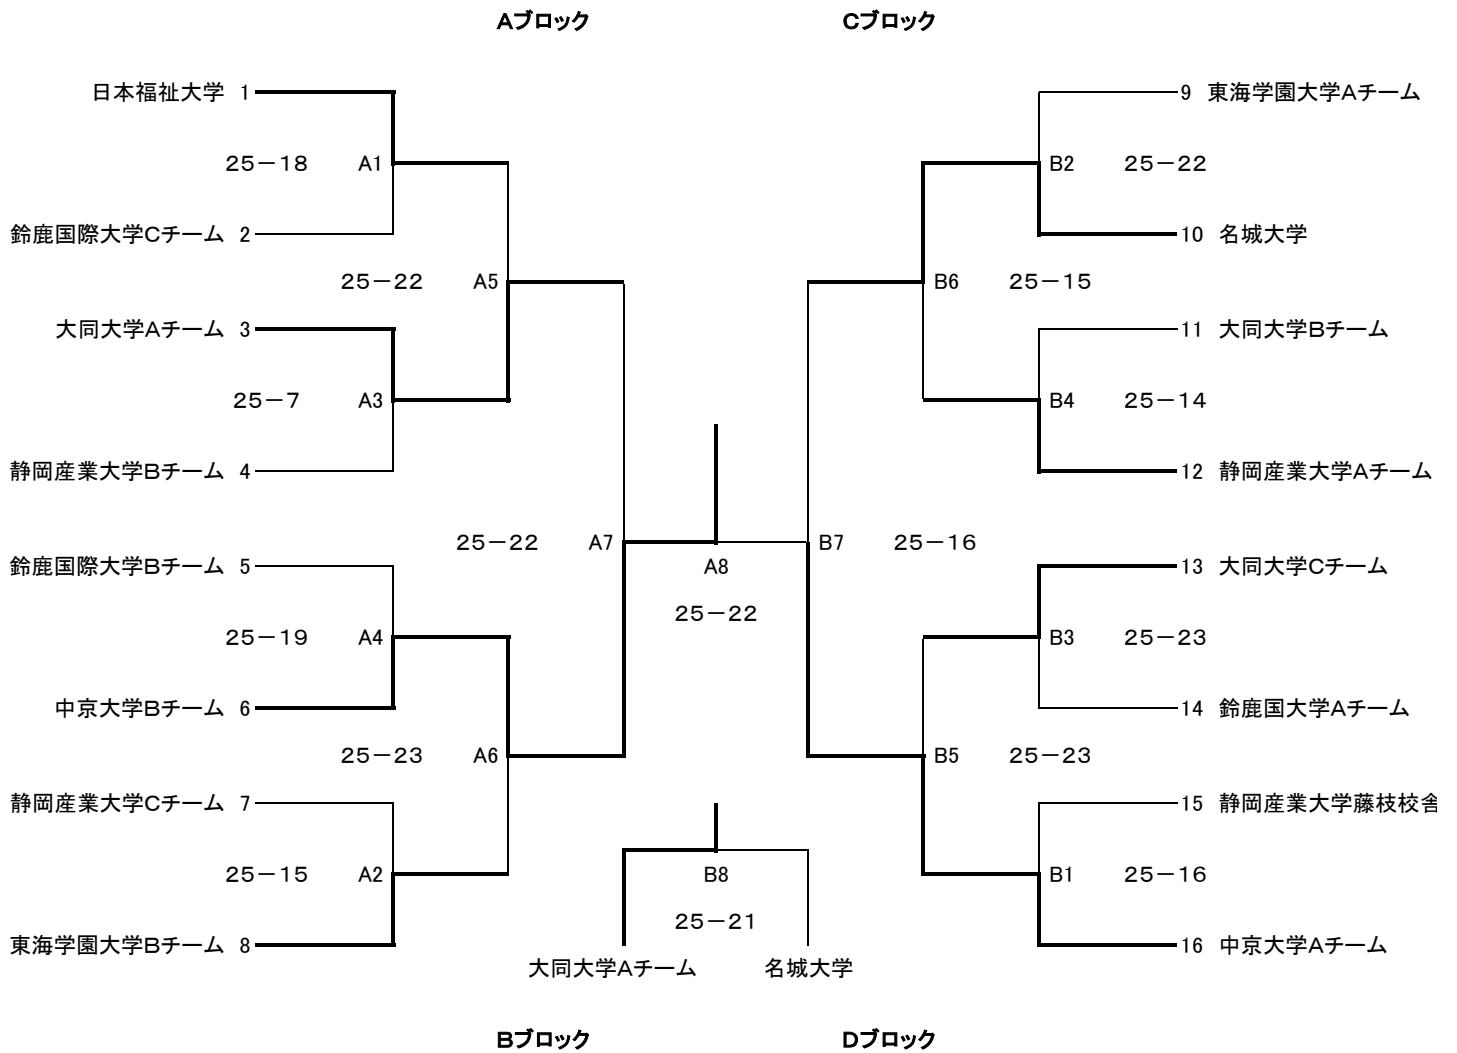 Aブロック
Cブロック
日本福祉大学 1
9 東海学園大学Aチーム
25－18 A1
B2 25－22
鈴鹿国際大学Cチーム 2
10 名城大学
25－22 A5
B6 25－15
大同大学Aチーム 3
11 大同大学Bチーム
25－7 A3
B4 25－14
静岡産業大学Bチーム 4
12 静岡産業大学Aチーム
25－22 A7
B7 25－16
鈴鹿国際大学Bチーム 5
A8
13 大同大学Cチーム
25－22
25－19 A4
B3 25－23
中京大学Bチーム 6
14 鈴鹿国大学Aチーム
25－23 A6
B5 25－23
静岡産業大学Cチーム 7
15 静岡産業大学藤枝校舎
25－15 A2
B8
B1 25－16
25－21
東海学園大学Bチーム 8
16 中京大学Aチーム
大同大学Aチーム
名城大学
Bブロック
Dブロック